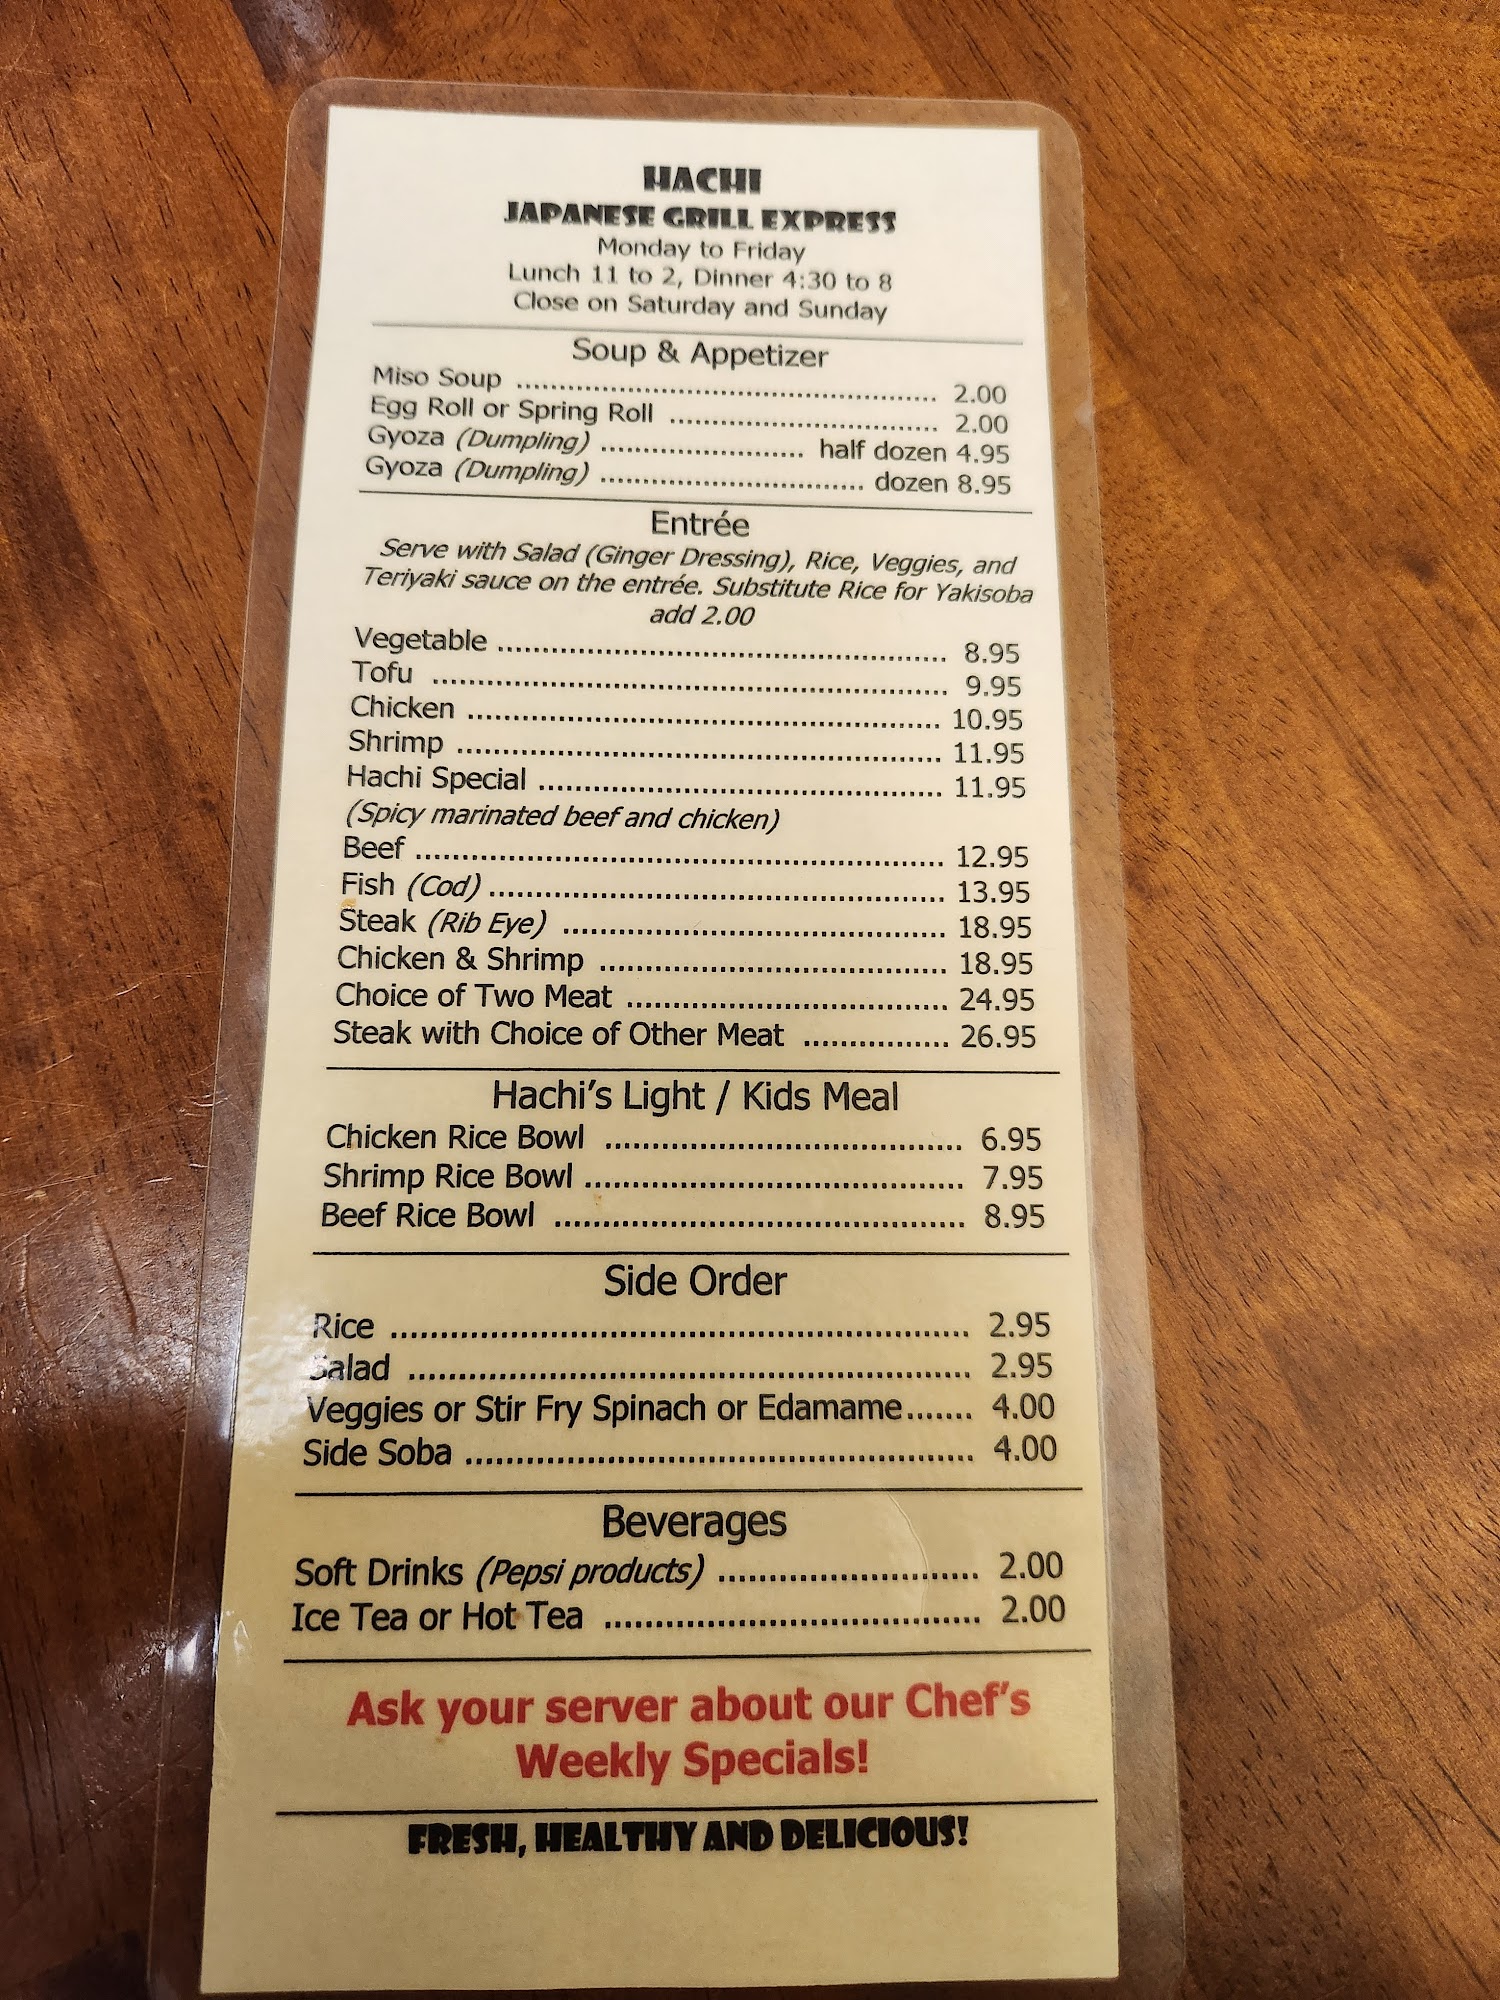 HACHI
JAPANESE GRILL EXPRESS
Monday to Friday
Lunch 11 to 2, Dinner 4:30 to 8
Close on Saturday and Sunday
Soup & Appetizer
Miso Soup ................................................ 2.00
Egg Roll or Spring Roll .............................. 2.00
Gyoza (Dumpling) ...................... half dozen 4.95
Gyoza (Dumpling) ............................. dozen 8.95
Entrée
Serve with Salad (Ginger Dressing), Rice, Veggies, and
Teriyaki sauce on the entrée. Substitute Rice for Yakisoba
add 2.00
Vegetable ................................................ 8.95
Tofu ........................................................ 9.95
Chicken ................................................... 10.95
Shrimp .................................................... 11.95
Hachi Special ........................................... 11.95
(Spicy marinated beef and chicken)
Beef ......................................................... 12.95
Fish (Cod) ................................................ 13.95
Steak (Rib Eye) ......................................... 18.95
Chicken & Shrimp ..................................... 18.95
Choice of Two Meat .................................. 24.95
Steak with Choice of Other Meat ................ 26.95
Hachi's Light / Kids Meal
Chicken Rice Bowl ..................................... 6.95
Shrimp Rice Bowl ....................................... 7.95
Beef Rice Bowl .......................................... 8.95
Side Order
Rice ......................................................... 2.95
Salad ....................................................... 2.95
Veggies or Stir Fry Spinach or Edamame....... 4.00
Side Soba ................................................. 4.00
Beverages
Soft Drinks (Pepsi products) .......................... 2.00
Ice Tea or Hot Tea ..................................... 2.00
Ask your server about our Chef's
Weekly Specials!
FRESH, HEALTHY AND DELICIOUS!